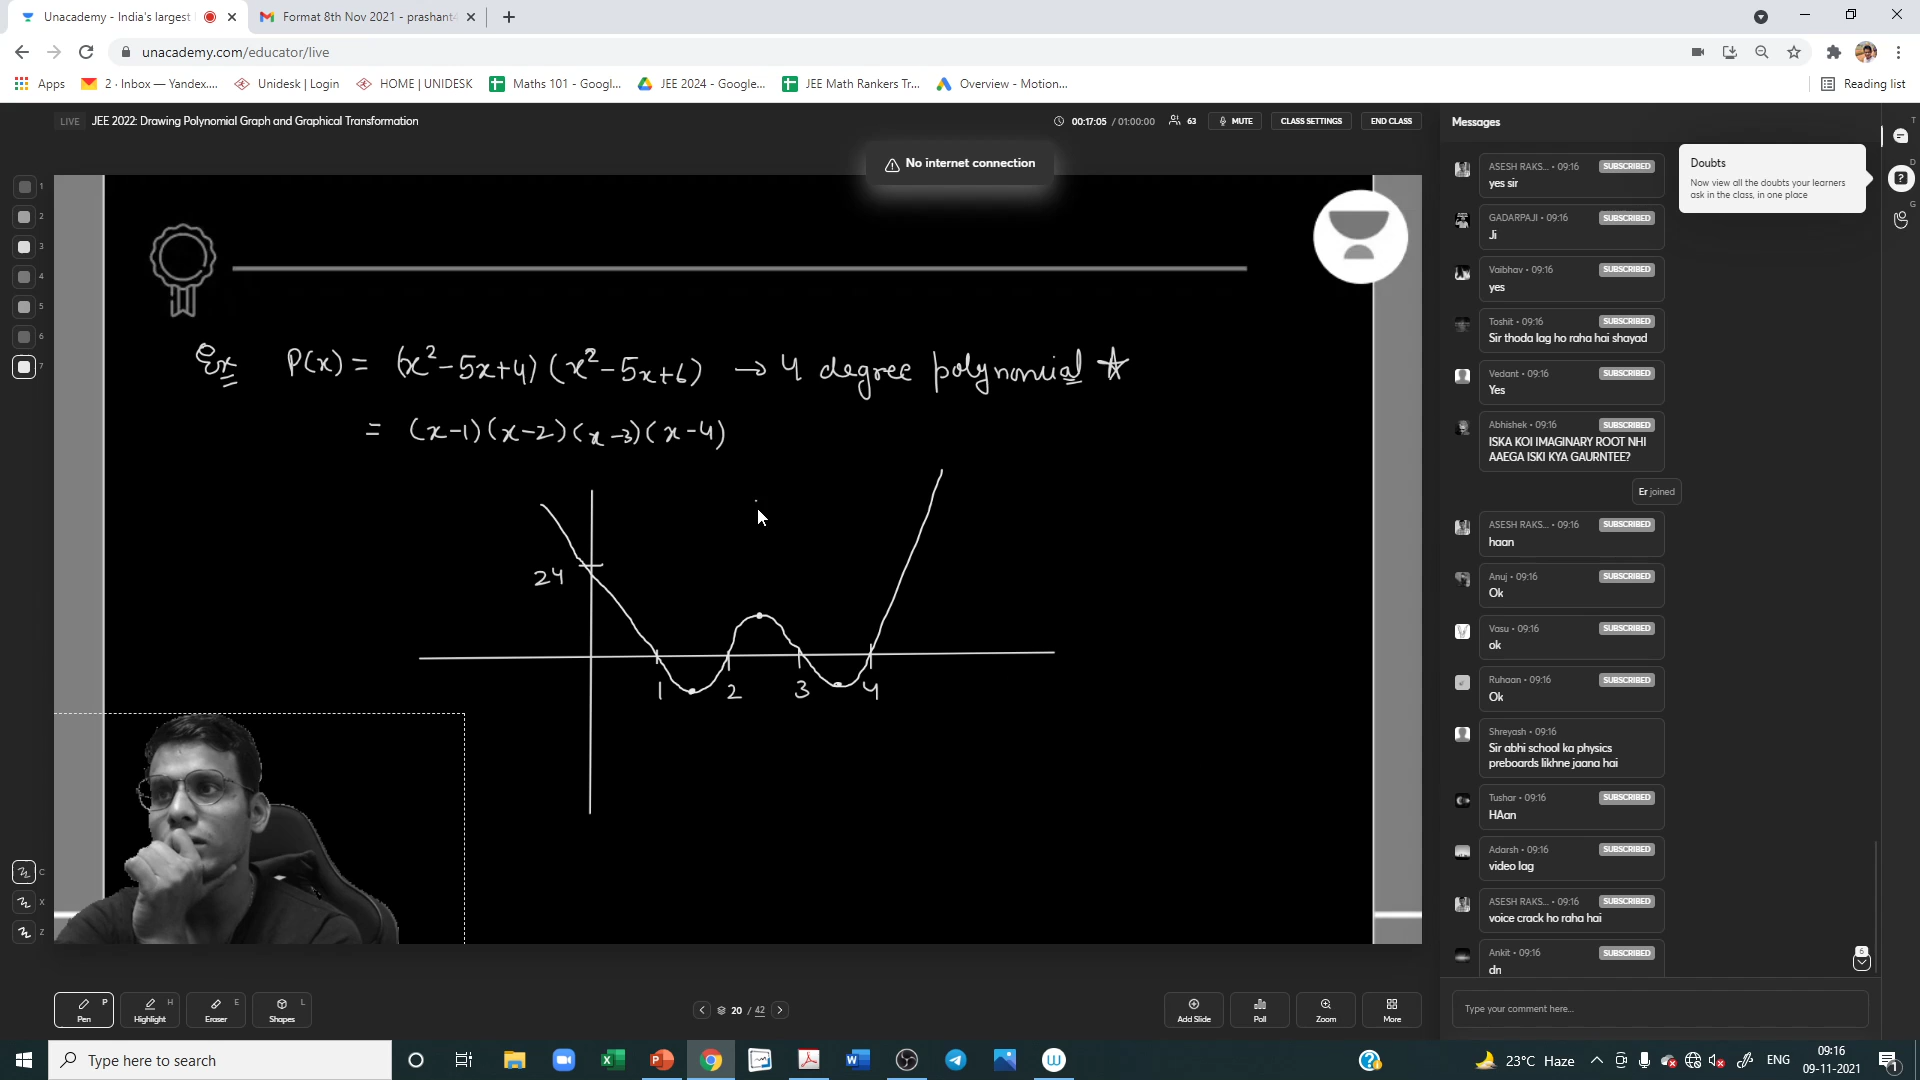 Unacademy - India's largest
Format 8th Nov 2021 - prashant
unacademy.com/educator/live
Apps
2 · Inbox — Yandex....
Unidesk | Login
HOME | UNIDESK
Maths 101 - Googl...
JEE 2024 - Google...
JEE Math Rankers Tr...
Overview - Motion...
Reading list
LIVE JEE 2022: Drawing Polynomial Graph and Graphical Transformation
00:17:05 / 01:00:00
63
MUTE
CLASS SETTINGS
END CLASS
No internet connection
1
2
3
4
5
6
7
Ex P(x) = (x²-5x+4) (x²-5x+6) → 4 degree polynomial ☆
= (x-1)(x-2)(x-3)(x-4)
24
1 2 3 4
C
X
Z
Pen P
Highlight H
Eraser E
Shapes L
20 / 42
Add Slide
Poll
Zoom
More
Messages
T
D
G
Doubts
Now view all the doubts your learners
ask in the class, in one place
ASESH RAKS... • 09:16 SUBSCRIBED
yes sir
GADARPAJI • 09:16 SUBSCRIBED
Ji
Vaibhav • 09:16 SUBSCRIBED
yes
Toshit • 09:16 SUBSCRIBED
Sir thoda lag ho raha hai shayad
Vedant • 09:16 SUBSCRIBED
Yes
Abhishek • 09:16 SUBSCRIBED
ISKA KOI IMAGINARY ROOT NHI
AAEGA ISKI KYA GAURNTEE?
Er joined
ASESH RAKS... • 09:16 SUBSCRIBED
haan
Anuj • 09:16 SUBSCRIBED
Ok
Vasu • 09:16 SUBSCRIBED
ok
Ruhaan • 09:16 SUBSCRIBED
Ok
Shreyash • 09:16
Sir abhi school ka physics
preboards likhne jaana hai
Tushar • 09:16 SUBSCRIBED
HAan
Adarsh • 09:16 SUBSCRIBED
video lag
ASESH RAKS... • 09:16 SUBSCRIBED
voice crack ho raha hai
Ankit • 09:16 SUBSCRIBED
dn
6
Type your comment here...
Type here to search
23°C Haze
ENG
09:16
09-11-2021
1